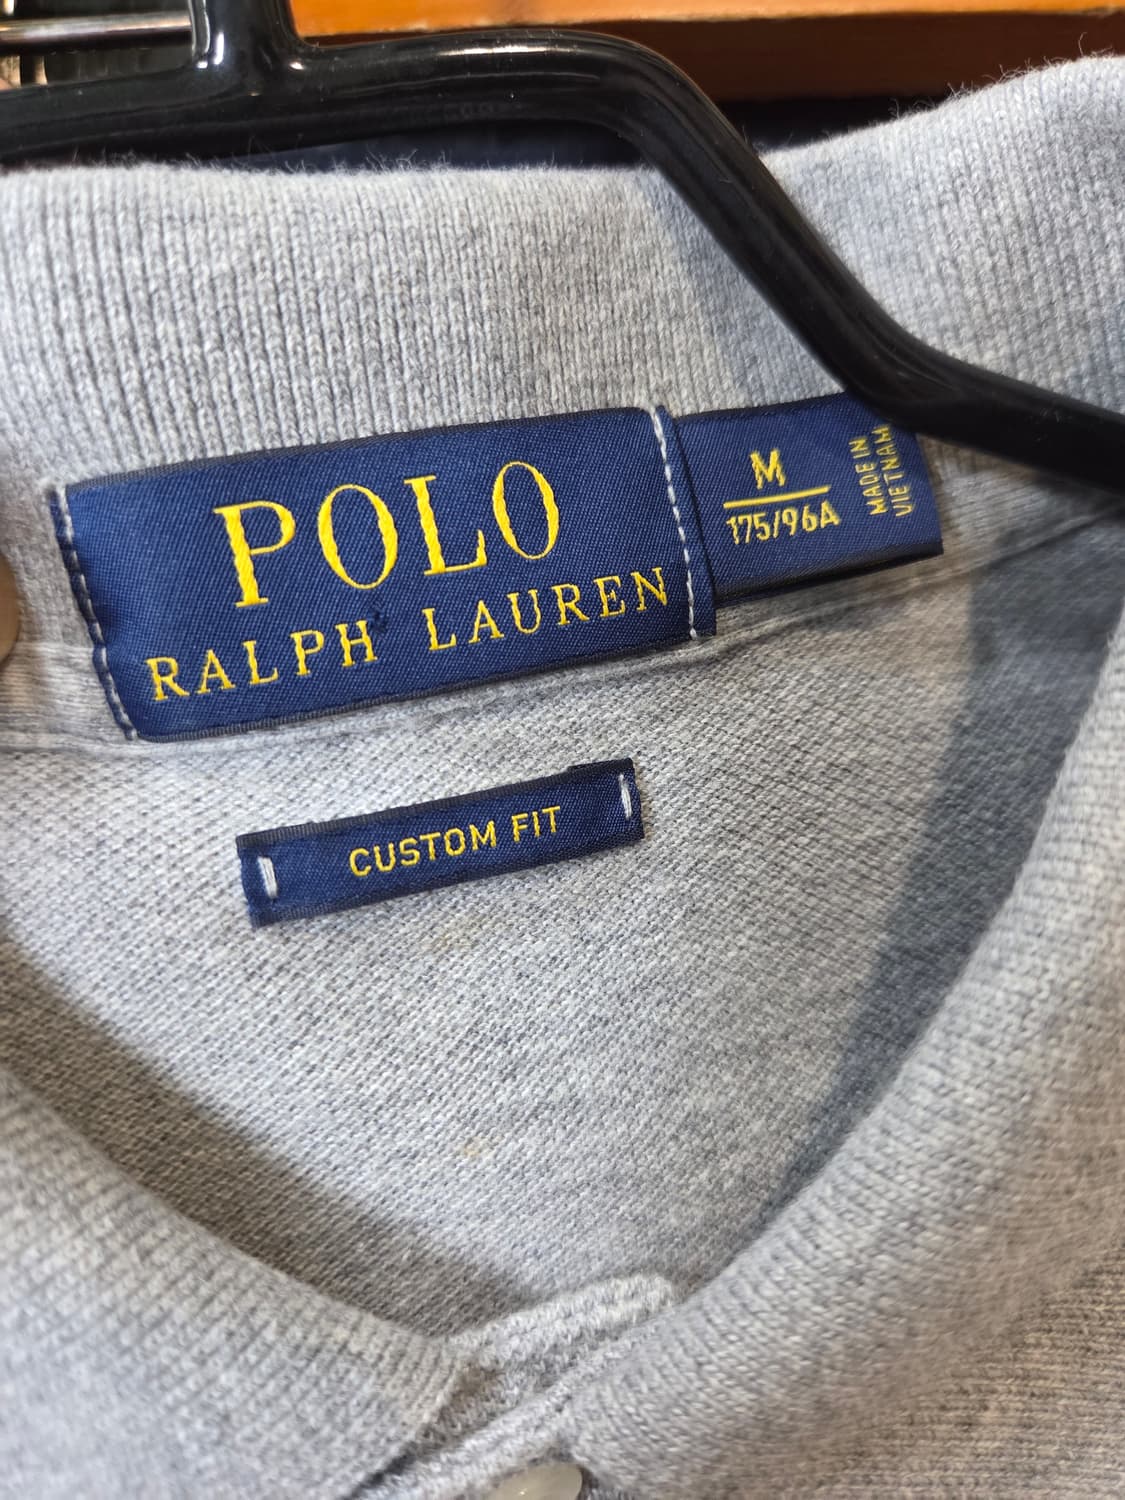 POLO
RALPH LAUREN
M
175/96A
MADE IN
VIETNAM
CUSTOM FIT